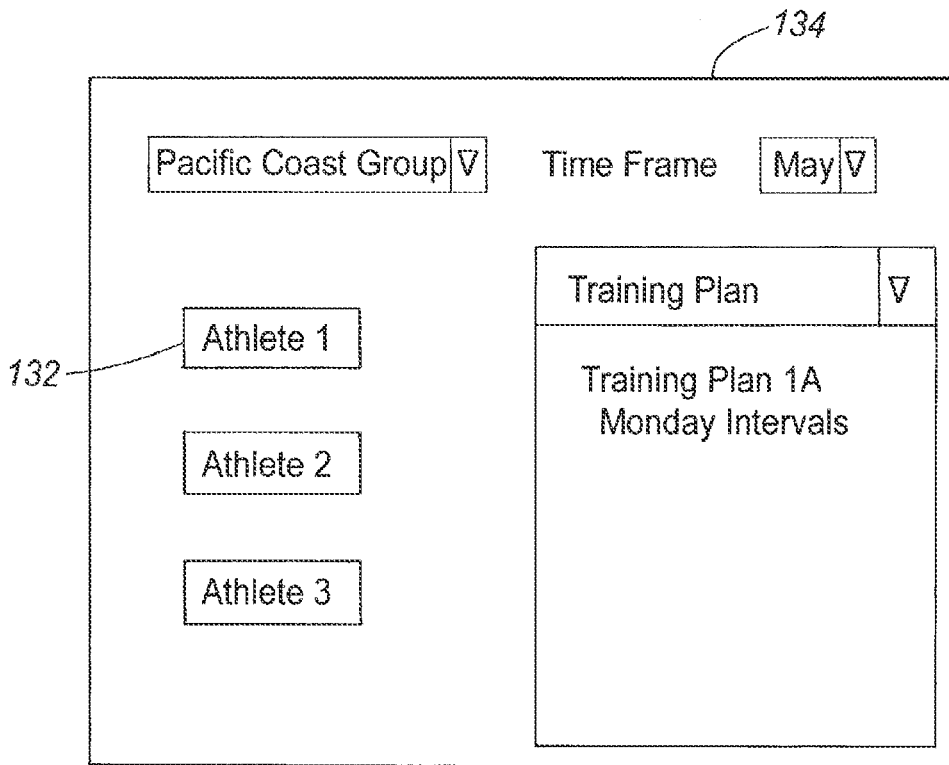 134
Pacific Coast Group ∇ Time Frame May ∇
Training Plan ∇
Athlete 1
132
Training Plan 1A
Monday Intervals
Athlete 2
Athlete 3